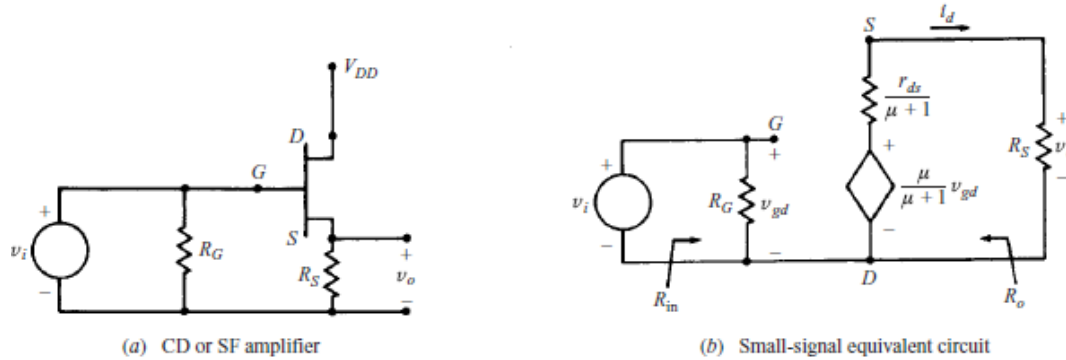 V_DD
D
G
S
+
v_i
−
R_G
R_S
+
v_o
−
(a) CD or SF amplifier
S
i_d
r_ds
μ + 1
+
μ
μ + 1
v_gd
−
D
G
+
v_i
−
+
R_G
v_gd
−
R_in
R_o
R_S
+
v
−
(b) Small-signal equivalent circuit